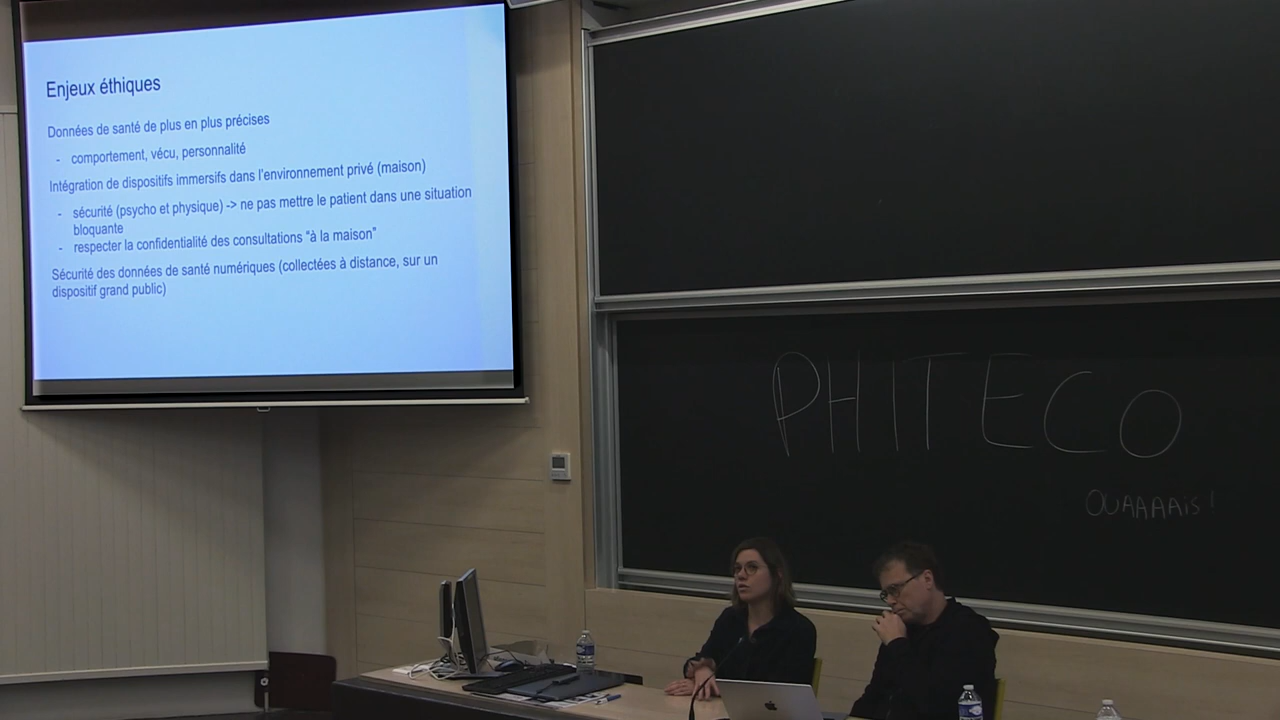 Enjeux éthiques
Données de santé de plus en plus précises
- comportement, vécu, personnalité
Intégration de dispositifs immersifs dans l'environnement privé (maison)
- sécurité (psycho et physique) -> ne pas mettre le patient dans une situation
bloquante
- respecter la confidentialité des consultations "à la maison"
Sécurité des données de santé numériques (collectées à distance, sur un
dispositif grand public)
PHITECO
OUAAAAis !